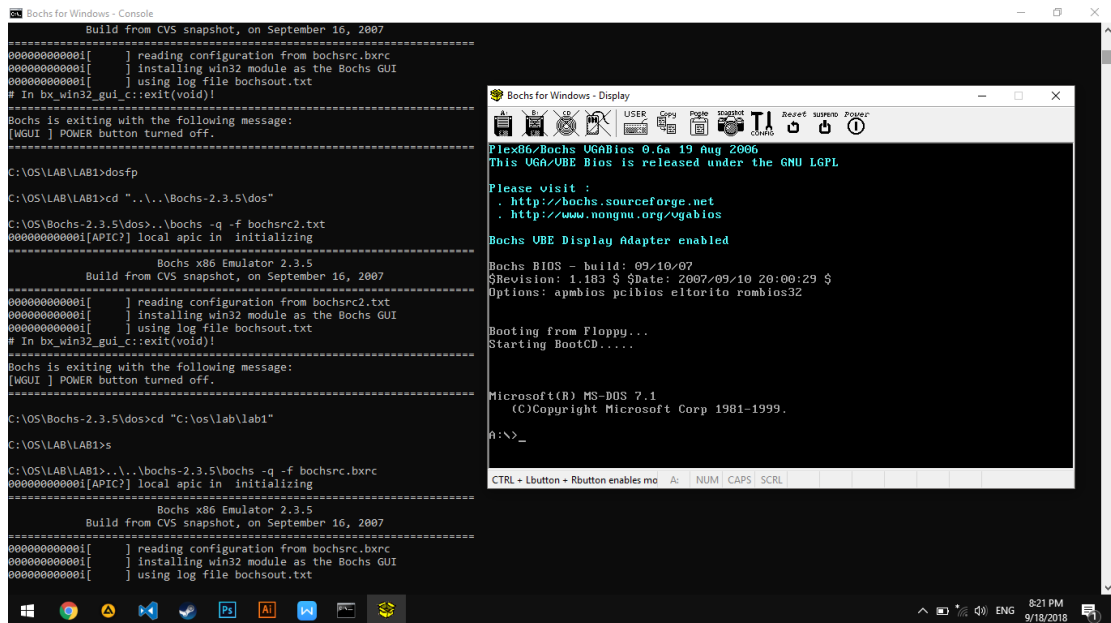 Bochs for Windows - Console
Build from CVS snapshot, on September 16, 2007
========================================================================
00000000000i[      ] reading configuration from bochsrc.bxrc
00000000000i[      ] installing win32 module as the Bochs GUI
00000000000i[      ] using log file bochsout.txt
# In bx_win32_gui_c::exit(void)!
========================================================================
Bochs is exiting with the following message:
[WGUI ] POWER button turned off.
========================================================================
C:\OS\LAB\LAB1>dosfp
C:\OS\LAB\LAB1>cd "..\..\Bochs-2.3.5\dos"
C:\OS\Bochs-2.3.5\dos>..\bochs -q -f bochsrc2.txt
00000000000i[APIC?] local apic in  initializing
========================================================================
Bochs x86 Emulator 2.3.5
Build from CVS snapshot, on September 16, 2007
========================================================================
00000000000i[      ] reading configuration from bochsrc2.txt
00000000000i[      ] installing win32 module as the Bochs GUI
00000000000i[      ] using log file bochsout.txt
# In bx_win32_gui_c::exit(void)!
========================================================================
Bochs is exiting with the following message:
[WGUI ] POWER button turned off.
========================================================================
C:\OS\Bochs-2.3.5\dos>cd "C:\os\lab\lab1"
C:\OS\LAB\LAB1>s
C:\OS\LAB\LAB1>..\..\bochs-2.3.5\bochs -q -f bochsrc.bxrc
00000000000i[APIC?] local apic in  initializing
========================================================================
Bochs x86 Emulator 2.3.5
Build from CVS snapshot, on September 16, 2007
========================================================================
00000000000i[      ] reading configuration from bochsrc.bxrc
00000000000i[      ] installing win32 module as the Bochs GUI
00000000000i[      ] using log file bochsout.txt
Bochs for Windows - Display
A: B: CD USER Copy Paste snapshot CONFIG Reset SUSPEND Power
Plex86/Bochs VGABios 0.6a 19 Aug 2006
This VGA/VBE Bios is released under the GNU LGPL
Please visit :
. http://bochs.sourceforge.net
. http://www.nongnu.org/vgabios
Bochs VBE Display Adapter enabled
Bochs BIOS - build: 09/10/07
$Revision: 1.183 $ $Date: 2007/09/10 20:00:29 $
Options: apmbios pcibios eltorito rombios32
Booting from Floppy...
Starting BootCD.....
Microsoft(R) MS-DOS 7.1
(C)Copyright Microsoft Corp 1981-1999.
A:\>_
CTRL + Lbutton + Rbutton enables mo A: NUM CAPS SCRL
Ps Ai W
ENG
8:21 PM
9/18/2018
1